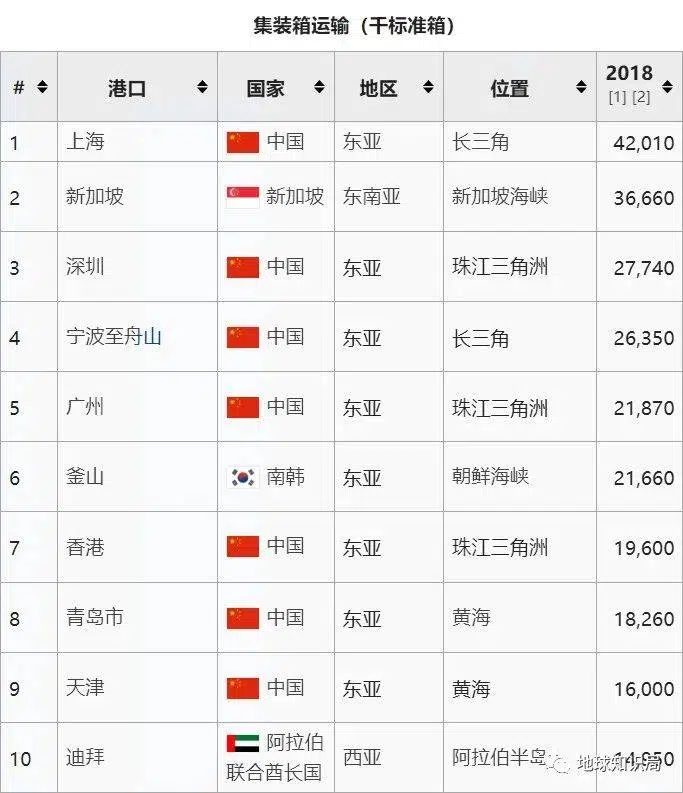 集装箱运输（千标准箱）
# 港口 国家 地区 位置 2018
[1] [2]
1 上海 中国 东亚 长三角 42,010
2 新加坡 新加坡 东南亚 新加坡海峡 36,660
3 深圳 中国 东亚 珠江三角洲 27,740
4 宁波至舟山 中国 东亚 长三角 26,350
5 广州 中国 东亚 珠江三角洲 21,870
6 釜山 南韩 东亚 朝鲜海峡 21,660
7 香港 中国 东亚 珠江三角洲 19,600
8 青岛市 中国 东亚 黄海 18,260
9 天津 中国 东亚 黄海 16,000
10 迪拜 阿拉伯 西亚 阿拉伯半岛 14,950
联合酋长国
地球知识局